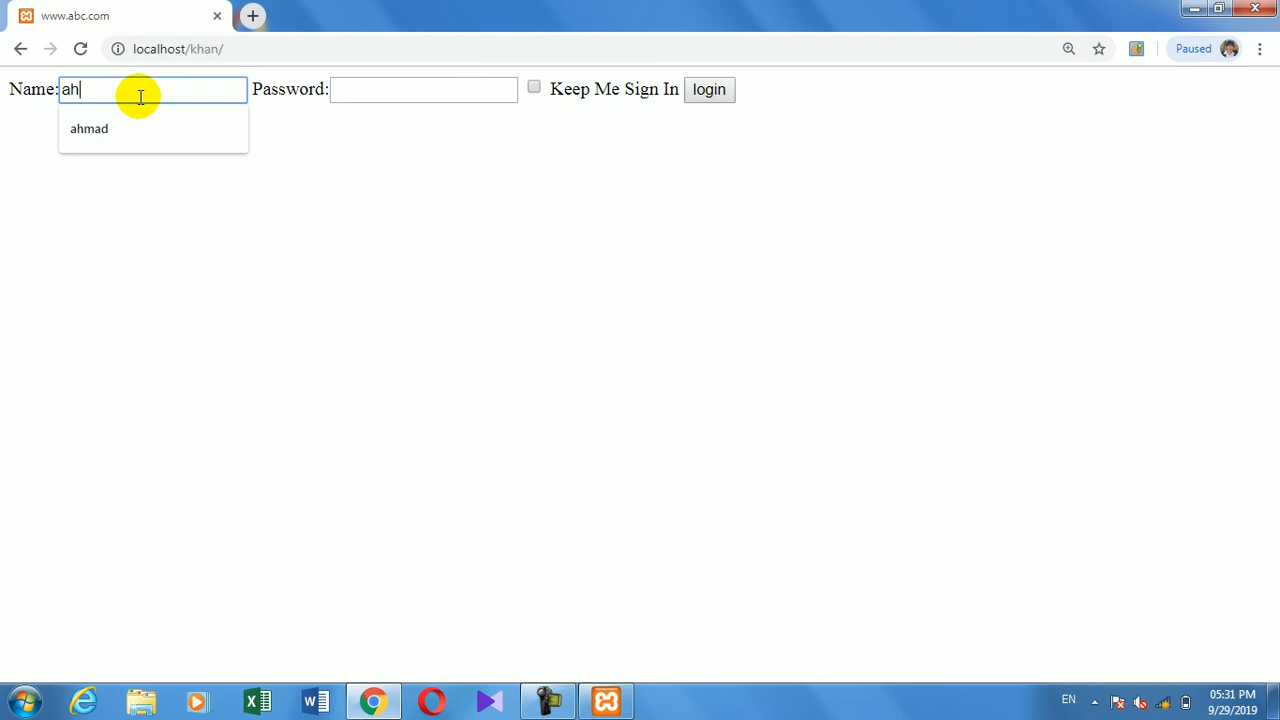 www.abc.com
localhost/khan/
Paused
Name: ah Password: Keep Me Sign In login
ahmad
EN
05:31 PM
9/29/2019